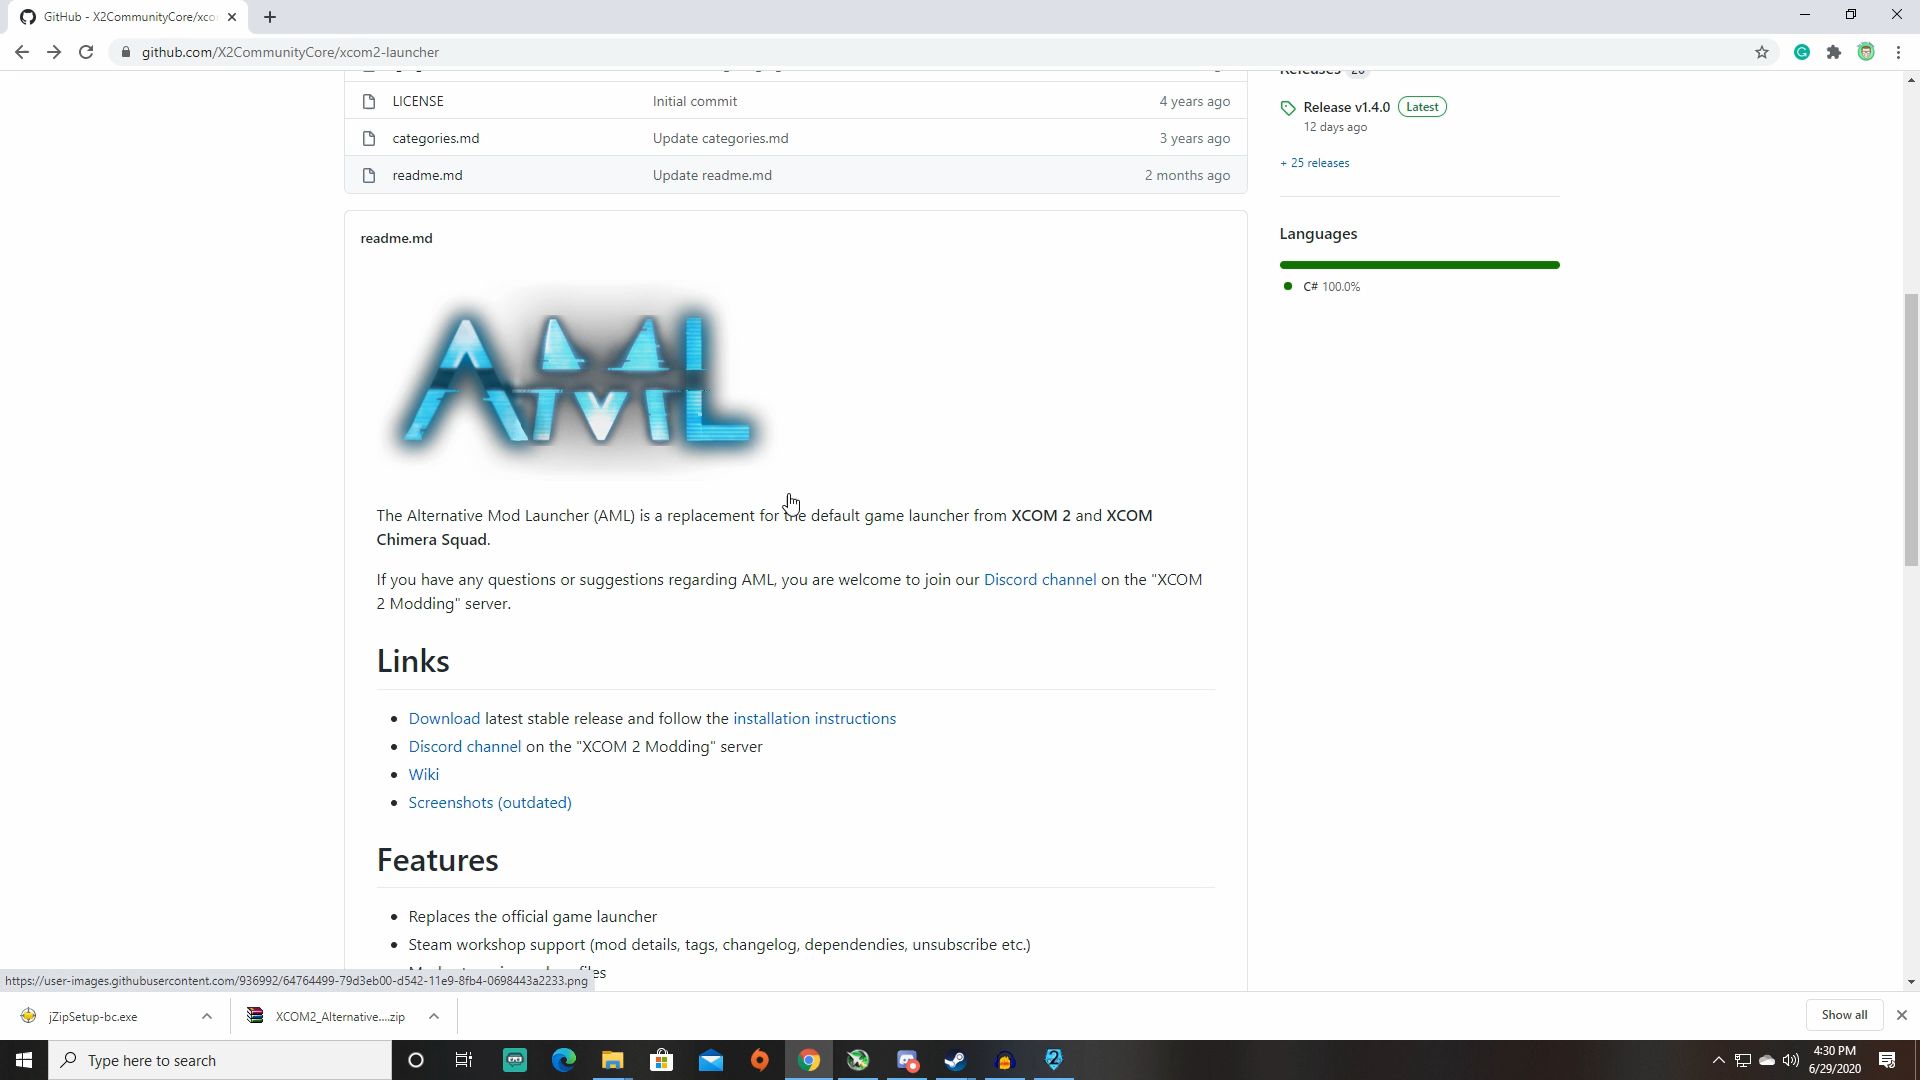 GitHub - X2CommunityCore/xco
github.com/X2CommunityCore/xcom2-launcher
Releases 26
LICENSE Initial commit 4 years ago
categories.md Update categories.md 3 years ago
readme.md Update readme.md 2 months ago
Release v1.4.0 Latest
12 days ago
+ 25 releases
Languages
C# 100.0%
readme.md
AML
The Alternative Mod Launcher (AML) is a replacement for the default game launcher from XCOM 2 and XCOM
Chimera Squad.
If you have any questions or suggestions regarding AML, you are welcome to join our Discord channel on the "XCOM
2 Modding" server.
Links
Download latest stable release and follow the installation instructions
Discord channel on the "XCOM 2 Modding" server
Wiki
Screenshots (outdated)
Features
Replaces the official game launcher
Steam workshop support (mod details, tags, changelog, dependendies, unsubscribe etc.)
https://user-images.githubusercontent.com/936992/64764499-79d3eb00-d542-11e9-8fb4-0698443a2233.png
jZipSetup-bc.exe
XCOM2_Alternative....zip
Show all
Type here to search
4:30 PM
6/29/2020